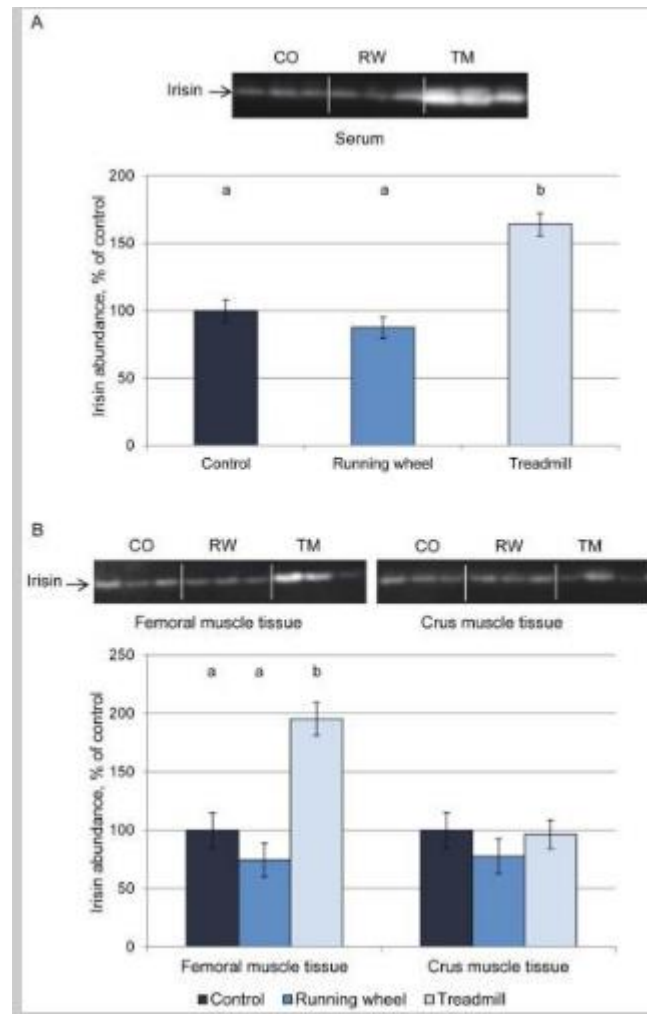 A
CO RW TM
Irisin
Serum
Irisin abundance, % of control
200
a a b
150
100
50
0
Control Running wheel Treadmill
B
CO RW TM CO RW TM
Irisin
Femoral muscle tissue Crus muscle tissue
Irisin abundance, % of control
250
a a b
200
150
100
50
0
Femoral muscle tissue Crus muscle tissue
Control Running wheel Treadmill